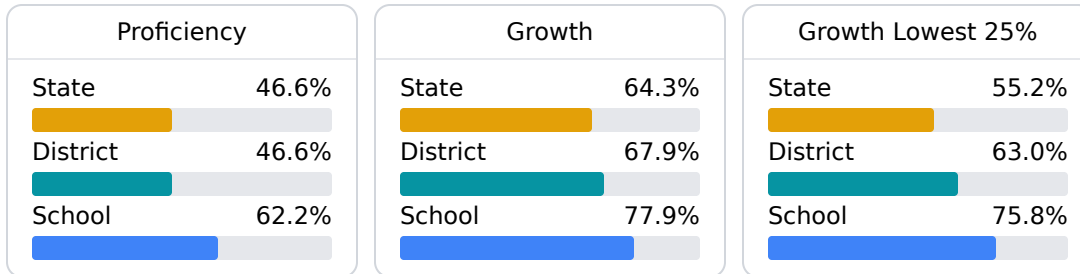 Proficiency
State 46.6%
District 46.6%
School 62.2%
Growth
State 64.3%
District 67.9%
School 77.9%
Growth Lowest 25%
State 55.2%
District 63.0%
School 75.8%